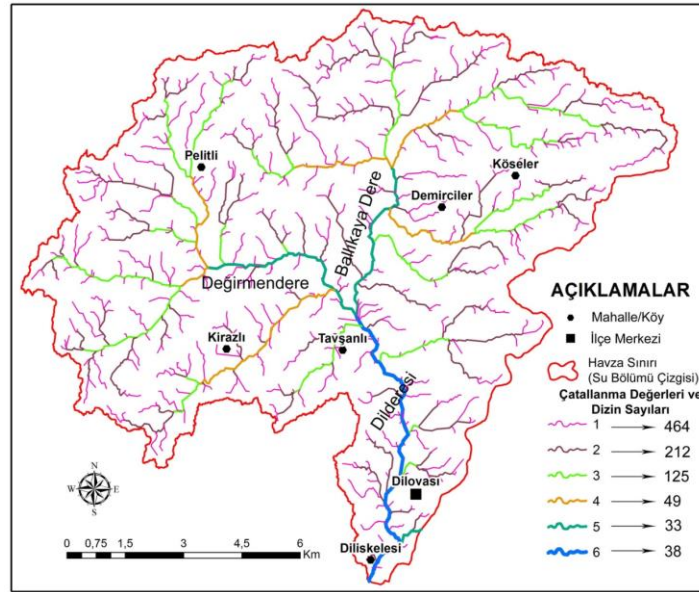 Pelitli
Köseler
Demirciler
Ballıkaya Dere
Değirmendere
Kirazlı
Tavşanlı
Dilderesi
Dilovası
Diliskelesi
N
W E
S
0 0,75 1,5 3 4,5 6
Km
AÇIKLAMALAR
Mahalle/Köy
İlçe Merkezi
Havza Sınırı
(Su Bölümü Çizgisi)
Çatallanma Değerleri ve
Dizin Sayıları
1 → 464
2 → 212
3 → 125
4 → 49
5 → 33
6 → 38